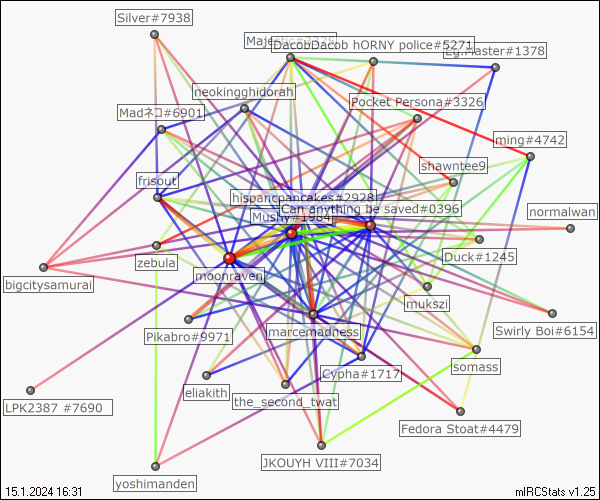 Silver#7938
DacobDacob hORNY police#5271
Eg.Master#1378
neokingghidorah
Pocket Persona#3326
Madネコ#6901
ming#4742
shawntee9
frisout
hispanicpancakes#2928
Can anything be saved#0396
Mushy#1984
normalwan
Duck#1245
zebula
moonraven
bigcitysamurai
mukszi
Swirly Boi#6154
Pikabro#9971
marcemadness
somass
Cypha#1717
eliakith
the_second_twat
LPK2387 #7690
Fedora Stoat#4479
JKOUYH VIII#7034
yoshimanden
15.1.2024 16:31
mIRCStats v1.25